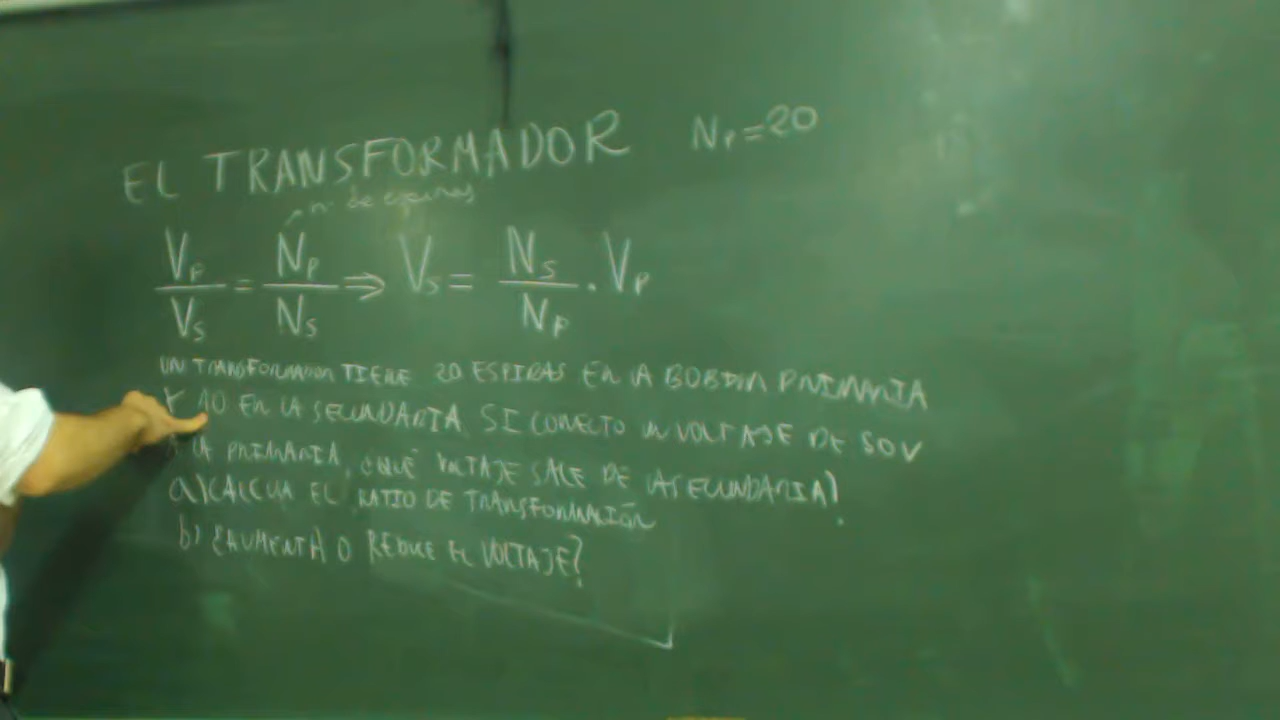 EL TRANSFORMADOR NP=20
nº de espiras
VP/VS = NP/NS ⇒ VS = NS/NP · VP
UN TRANSFORMADOR TIENE 20 ESPIRAS EN LA BOBINA PRIMARIA
Y 10 EN LA SECUNDARIA SI CONECTO UN VOLTAJE DE 50 V
A LA PRIMARIA, ¿QUÉ VOLTAJE SALE DE LA SECUNDARIA?
a) CALCULA EL RATIO DE TRANSFORMACIÓN
b) ¿AUMENTA O REDUCE EL VOLTAJE?